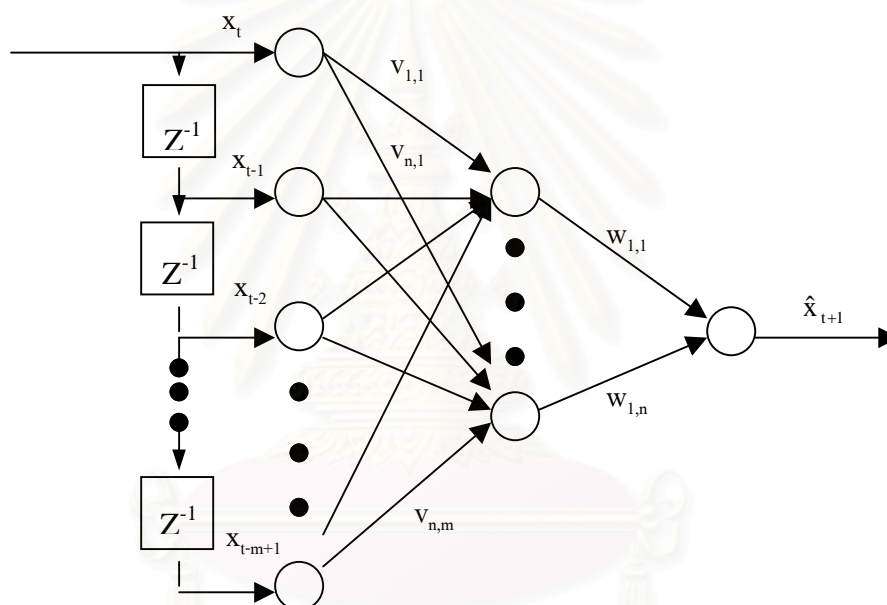 x_t
v_{1,1}
Z^{-1}
x_{t-1}
v_{n,1}
w_{1,1}
Z^{-1}
x_{t-2}
x̂_{t+1}
w_{1,n}
Z^{-1}
x_{t-m+1}
v_{n,m}